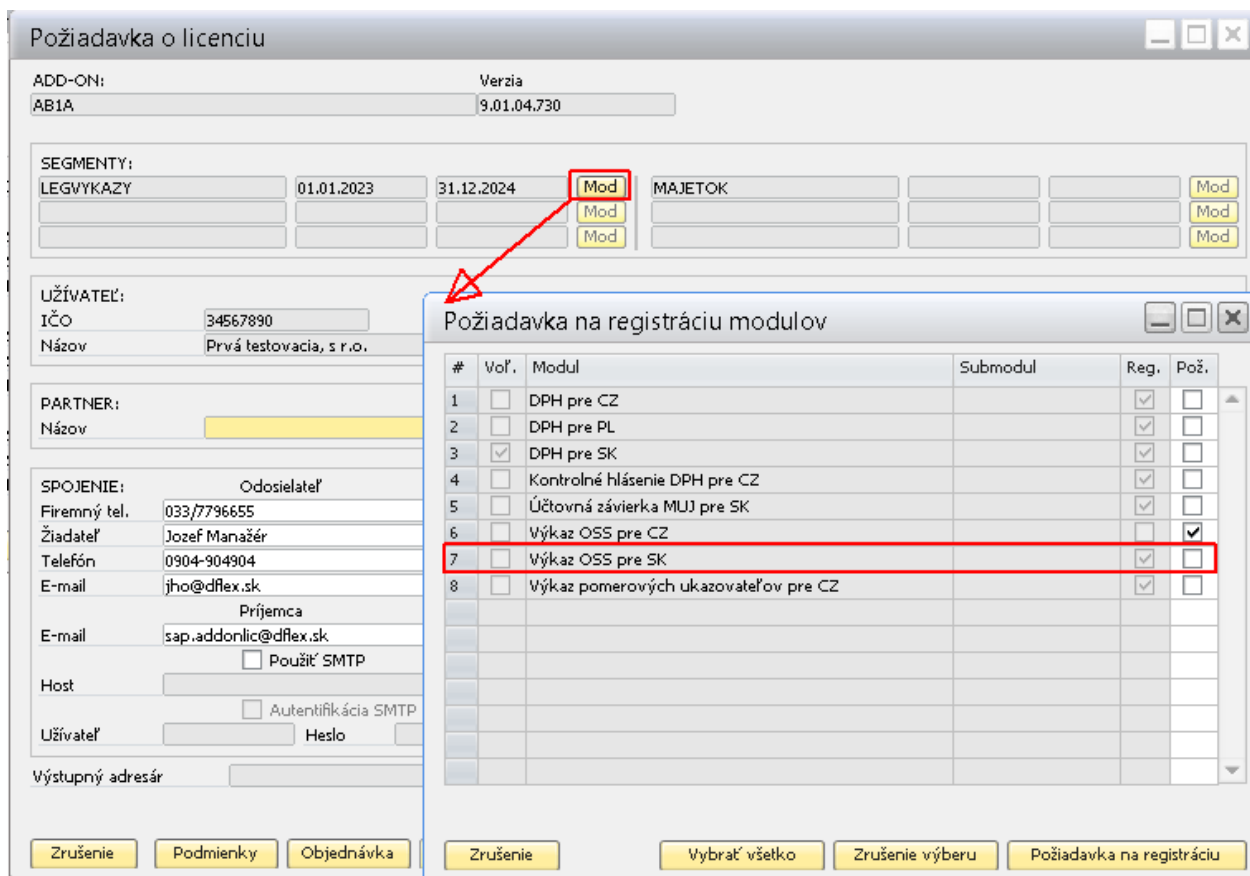 Požiadavka o licenciu
ADD-ON: Verzia
AB1A 9.01.04.730
SEGMENTY:
LEGVYKAZY 01.01.2023 31.12.2024 Mod MAJETOK Mod
Mod Mod
Mod Mod
UŽÍVATEĽ:
IČO 34567890
Názov Prvá testovacia, s r.o.
PARTNER:
Názov
SPOJENIE: Odosielateľ
Firemný tel. 033/7796655
Žiadateľ Jozef Manažér
Telefón 0904-904904
E-mail jho@dflex.sk
Príjemca
E-mail sap.addonlic@dflex.sk
Použiť SMTP
Host
Autentifikácia SMTP
Užívateľ Heslo
Výstupný adresár
Zrušenie Podmienky Objednávka
Požiadavka na registráciu modulov
# Voľ. Modul Submodul Reg. Pož.
1 DPH pre CZ
2 DPH pre PL
3 DPH pre SK
4 Kontrolné hlásenie DPH pre CZ
5 Účtovná závierka MUJ pre SK
6 Výkaz OSS pre CZ
7 Výkaz OSS pre SK
8 Výkaz pomerových ukazovateľov pre CZ
Zrušenie Vybrať všetko Zrušenie výberu Požiadavka na registráciu